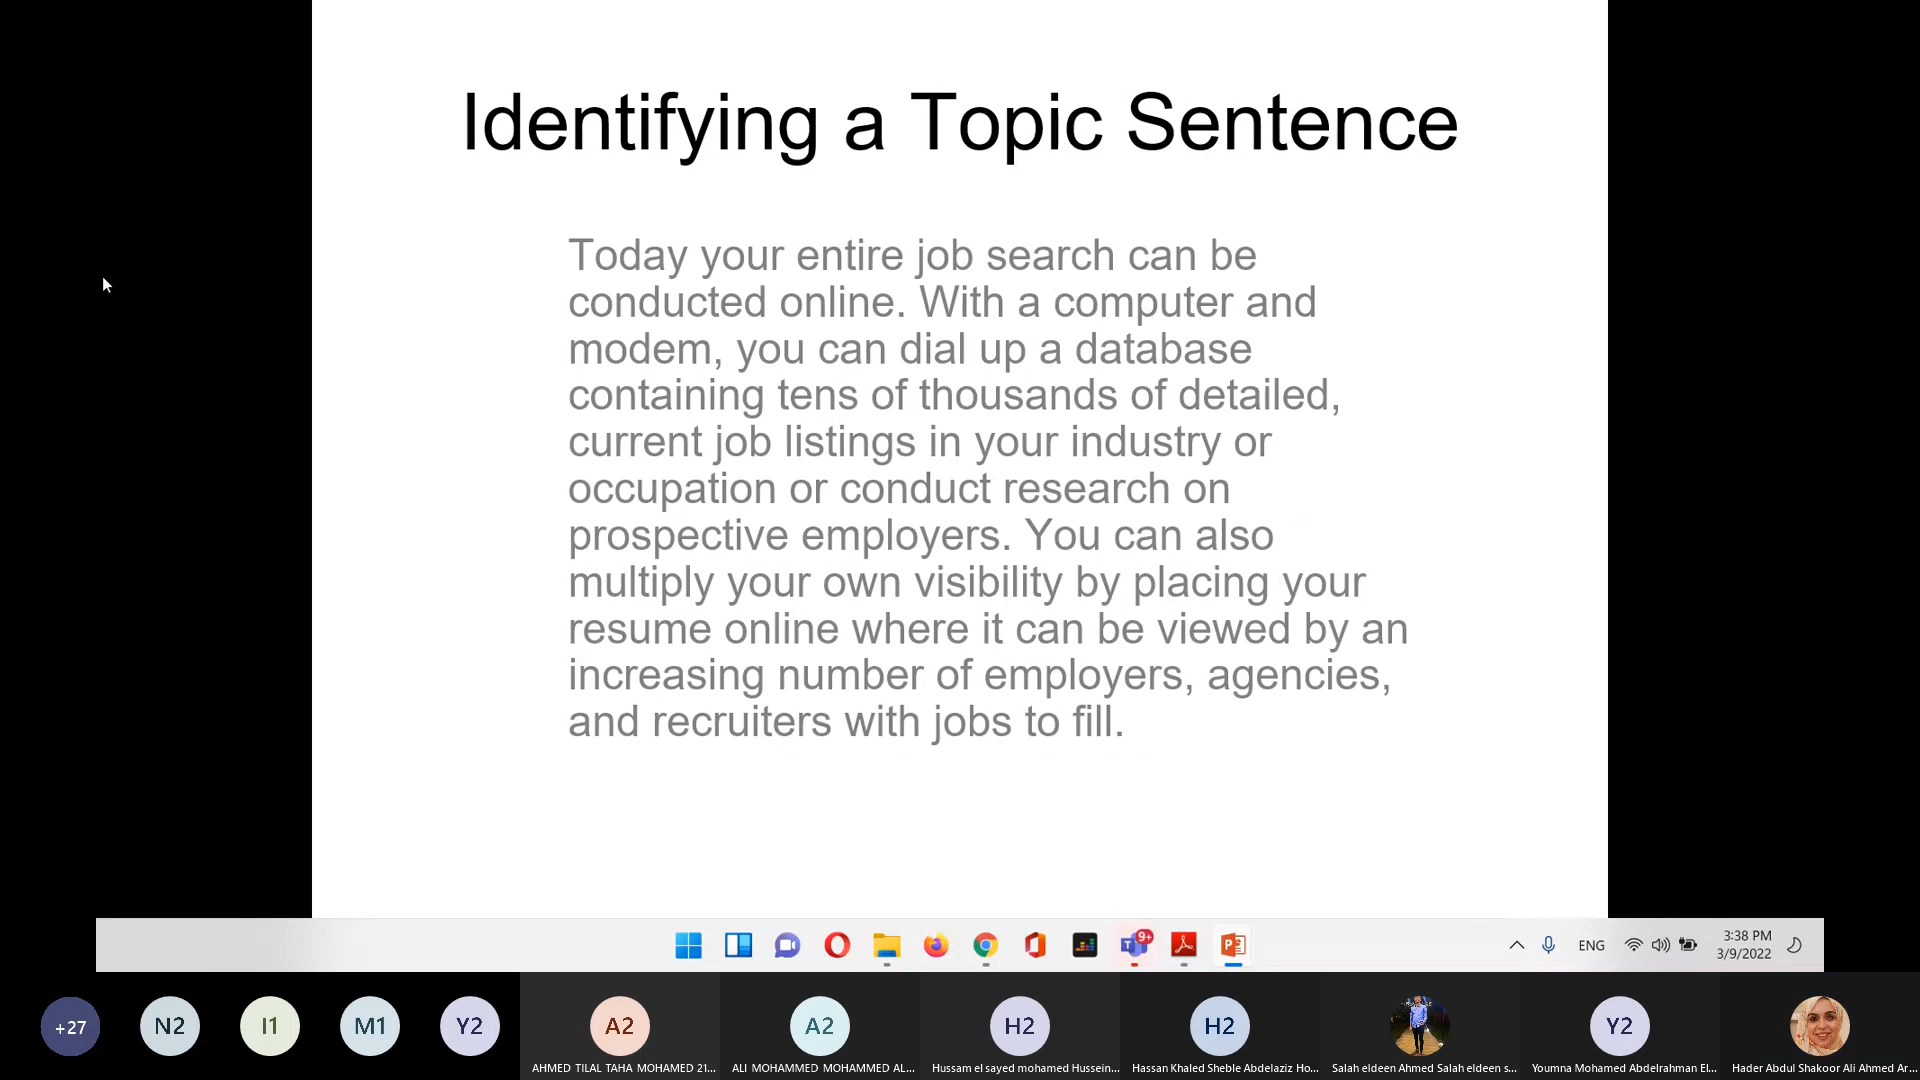 Identifying a Topic Sentence
Today your entire job search can be
conducted online. With a computer and
modem, you can dial up a database
containing tens of thousands of detailed,
current job listings in your industry or
occupation or conduct research on
prospective employers. You can also
multiply your own visibility by placing your
resume online where it can be viewed by an
increasing number of employers, agencies,
and recruiters with jobs to fill.
9+
ENG
3:38 PM
3/9/2022
+27
N2
I1
M1
Y2
A2
A2
H2
H2
Y2
AHMED TILAL TAHA MOHAMED 21...
ALI MOHAMMED MOHAMMED AL...
Hussam el sayed mohamed Hussein...
Hassan Khaled Sheble Abdelaziz Ho...
Salah eldeen Ahmed Salah eldeen s...
Youmna Mohamed Abdelrahman El...
Hader Abdul Shakoor Ali Ahmed Ar...